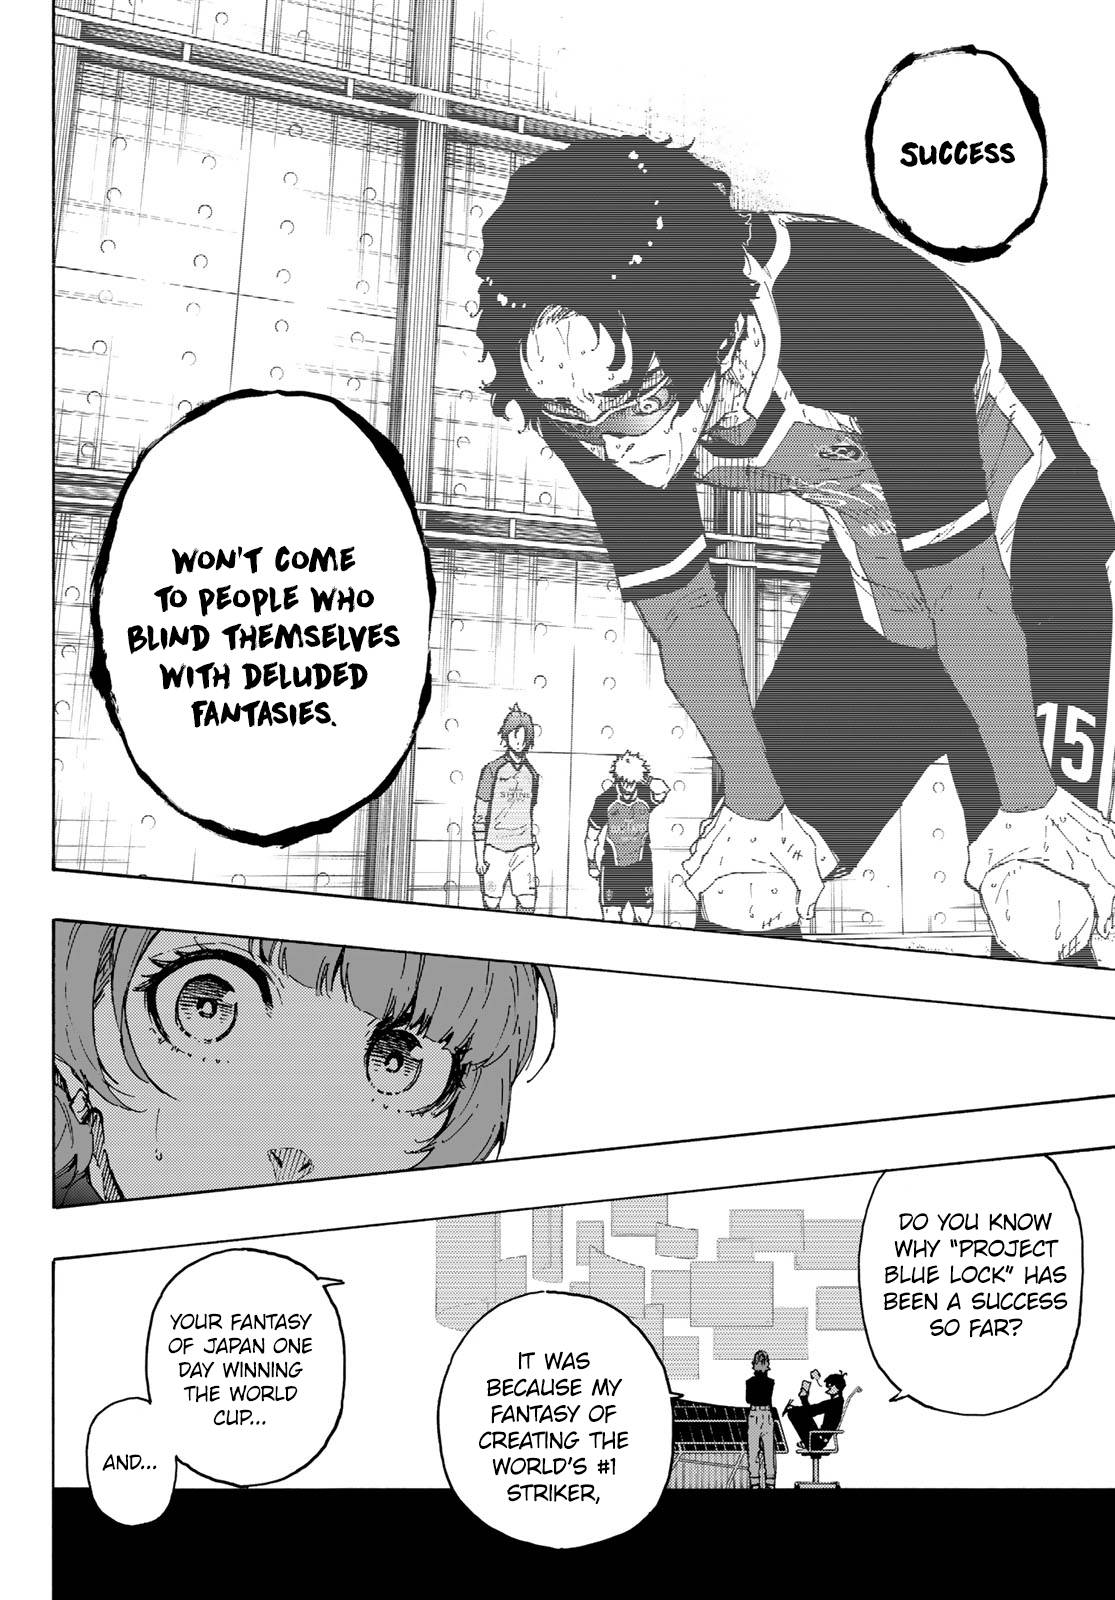 SUCCESS
WON'T COME
TO PEOPLE WHO
BLIND THEMSELVES
WITH DELUDED
FANTASIES.
15
SHINE
DO YOU KNOW
WHY "PROJECT
BLUE LOCK" HAS
BEEN A SUCCESS
SO FAR?
IT WAS
BECAUSE MY
FANTASY OF
CREATING THE
WORLD'S #1
STRIKER,
YOUR FANTASY
OF JAPAN ONE
DAY WINNING
THE WORLD
CUP...
AND...